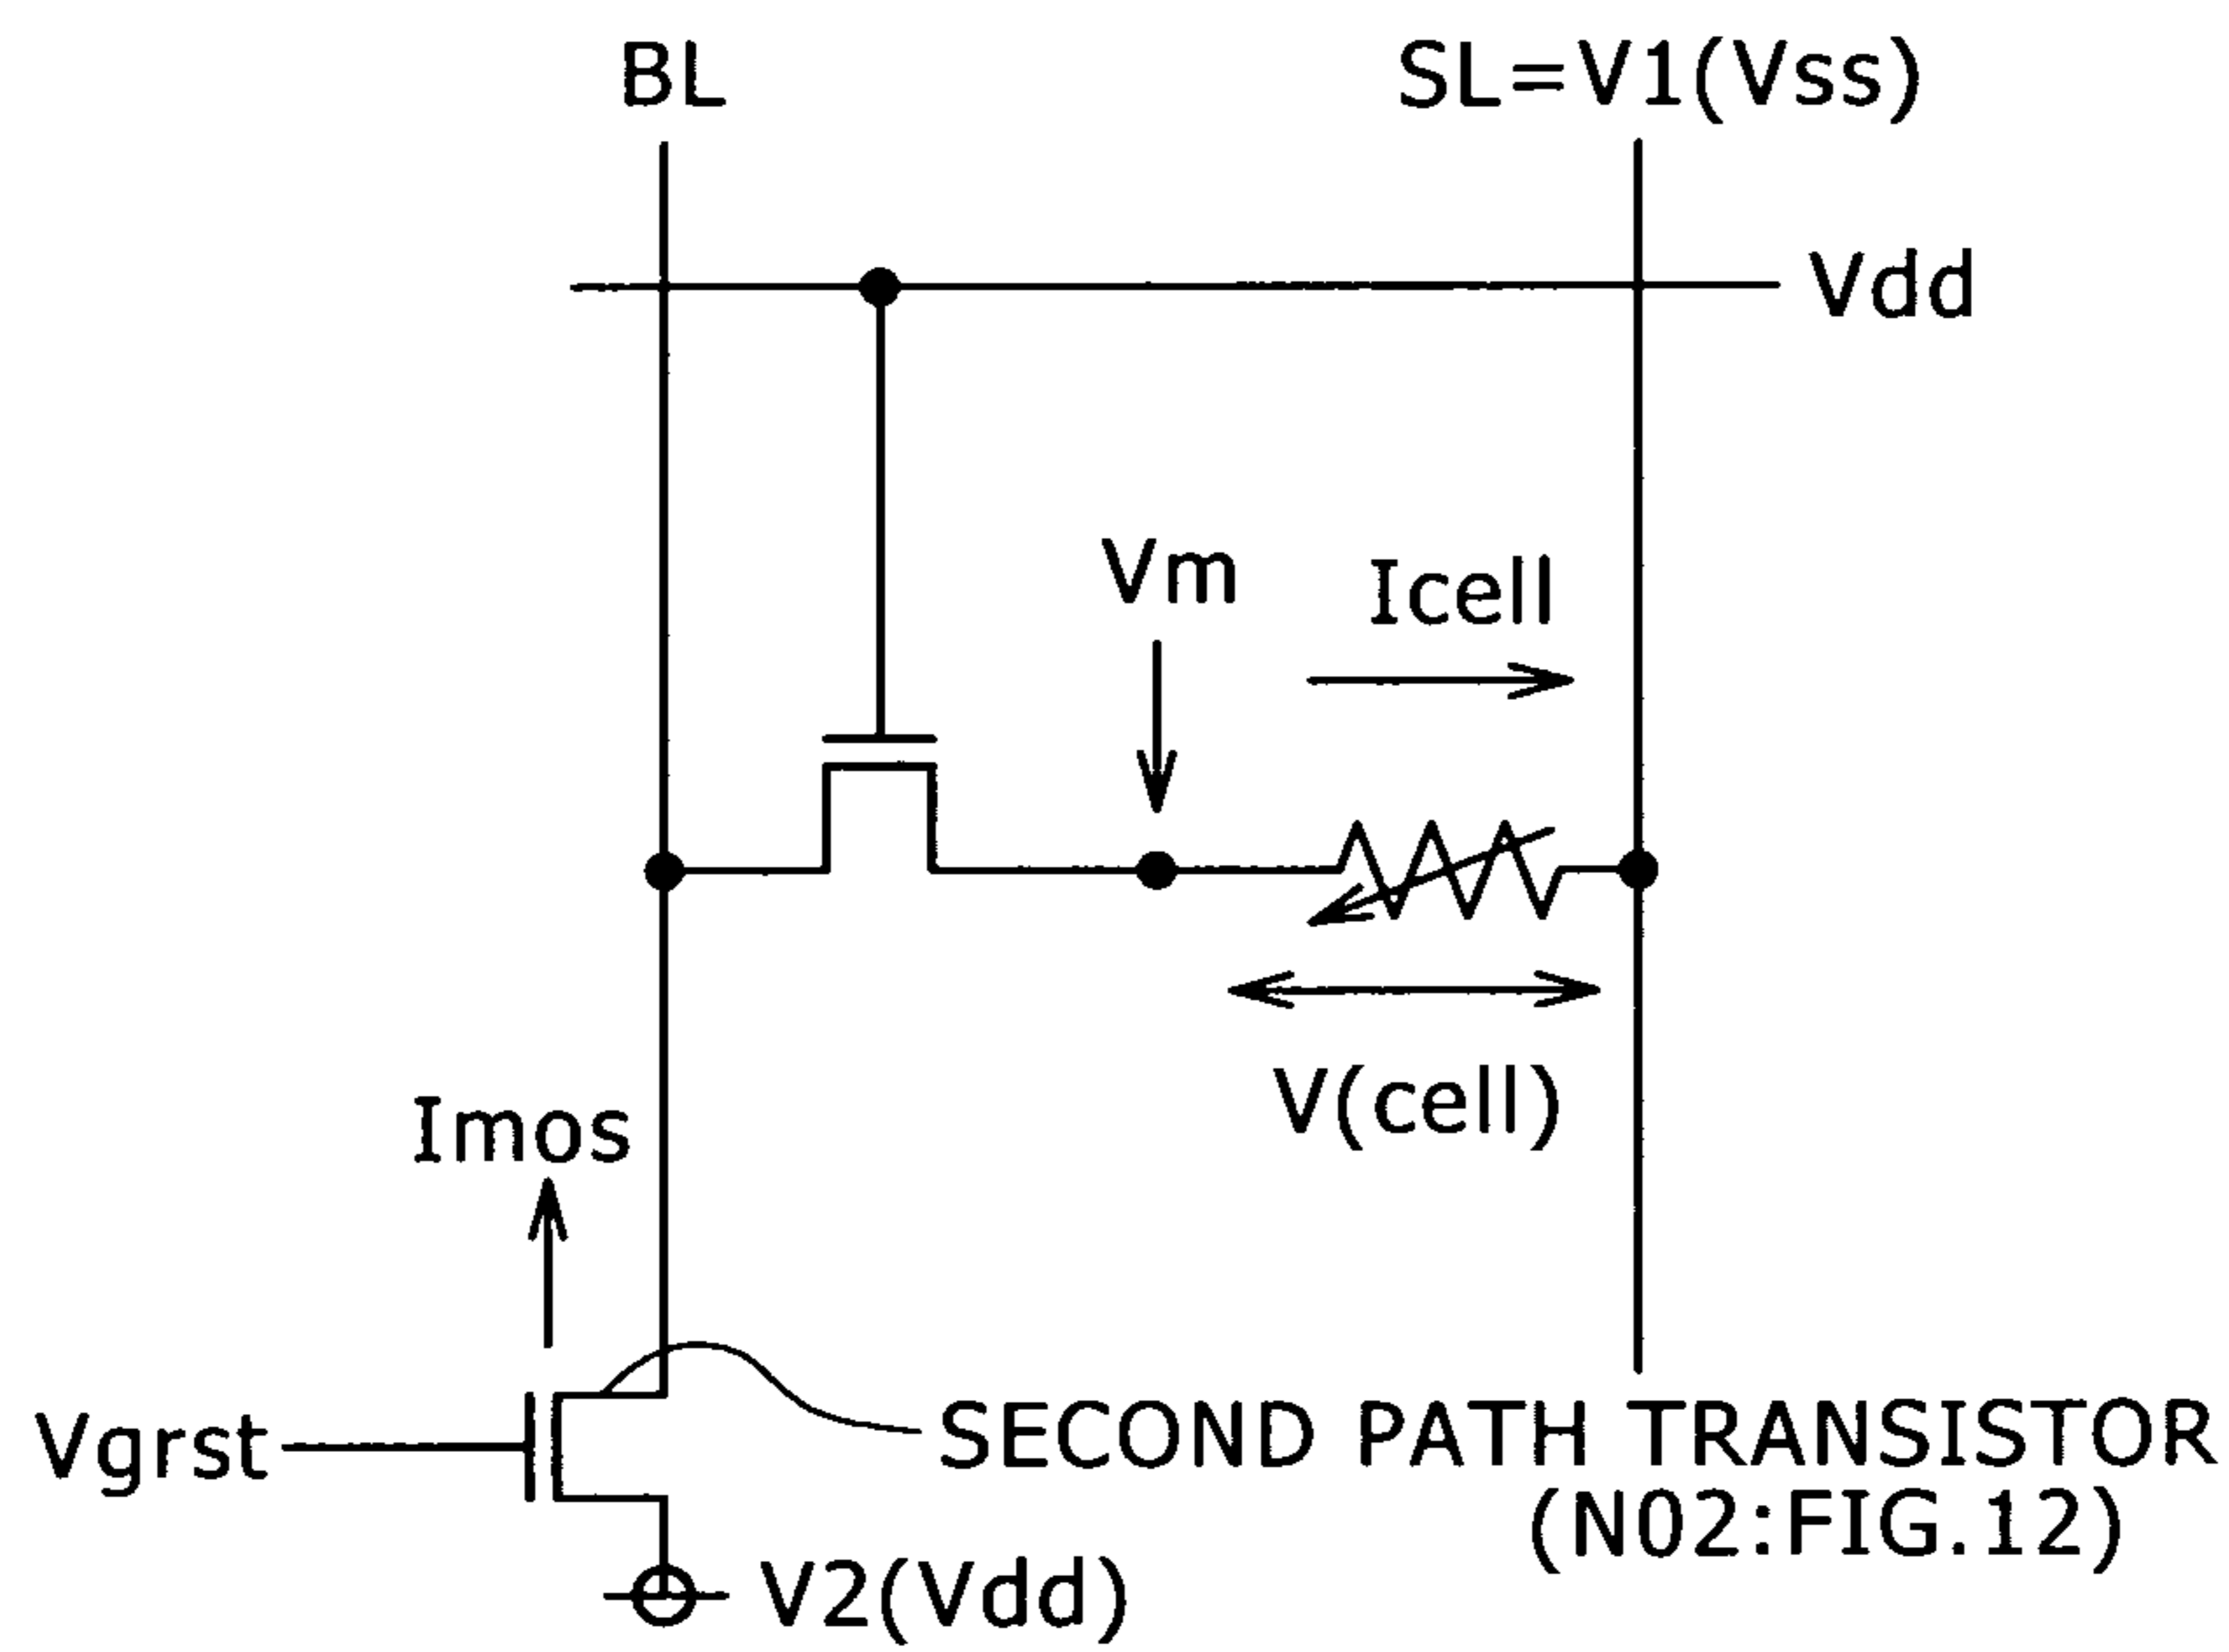 BL
SL=V1(Vss)
Vdd
Vm
Icell
V(cell)
Imos
Vgrst
SECOND PATH TRANSISTOR
(N02:FIG.12)
V2(Vdd)